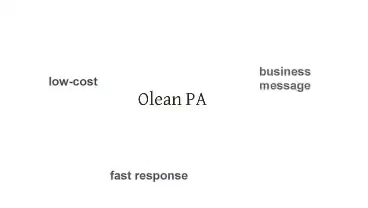 low-cost
Olean PA
business
message
fast response